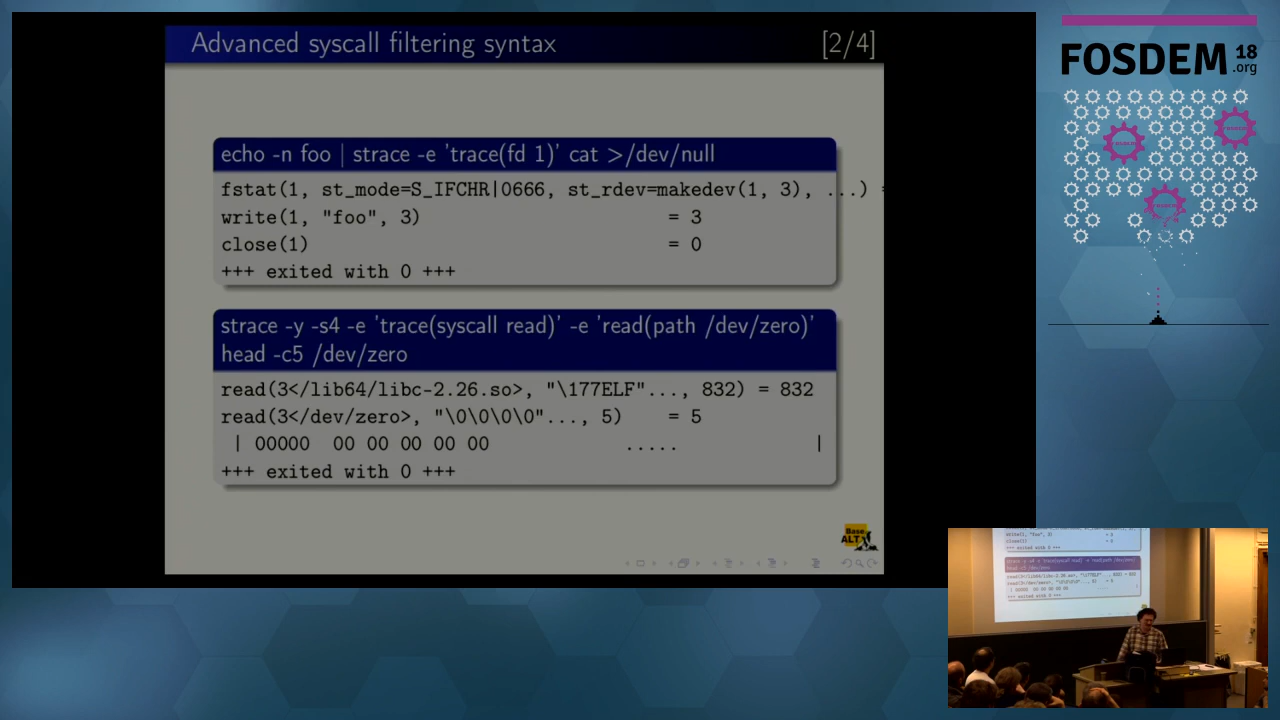 Advanced syscall filtering syntax [2/4]
echo -n foo | strace -e 'trace(fd 1)' cat >/dev/null
fstat(1, st_mode=S_IFCHR|0666, st_rdev=makedev(1, 3), ...) =
write(1, "foo", 3) = 3
close(1) = 0
+++ exited with 0 +++
strace -y -s4 -e 'trace(syscall read)' -e 'read(path /dev/zero)'
head -c5 /dev/zero
read(3</lib64/libc-2.26.so>, "\177ELF"..., 832) = 832
read(3</dev/zero>, "\0\0\0\0"..., 5) = 5
| 00000 00 00 00 00 00 ..... |
+++ exited with 0 +++
Base
ALT
FOSDEM 18
.org